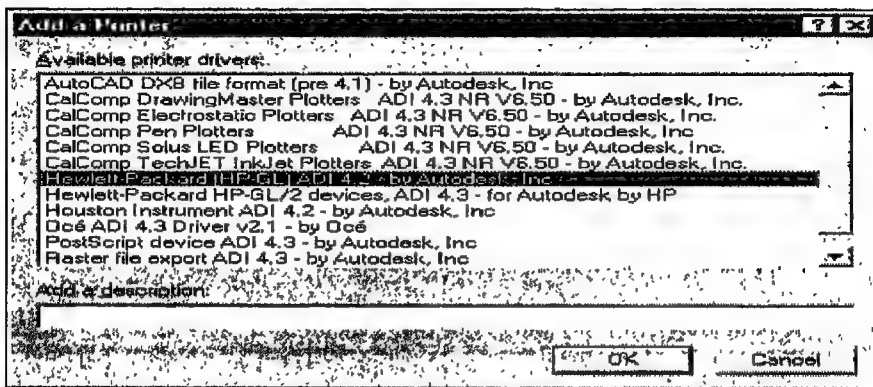 Add a Printer
Available printer drivers:
AutoCAD DXB file format (pre 4.1) - by Autodesk, Inc
CalComp DrawingMaster Plotters ADI 4.3 NR V6.50 - by Autodesk, Inc.
CalComp Electrostatic Plotters ADI 4.3 NR V6.50 - by Autodesk, Inc.
CalComp Pen Plotters ADI 4.3 NR V6.50 - by Autodesk, Inc.
CalComp Solus LED Plotters ADI 4.3 NR V6.50 - by Autodesk, Inc.
CalComp TechJET InkJet Plotters ADI 4.3 NR V6.50 - by Autodesk, Inc.
Hewlett-Packard (HP-GL) ADI 4.2 - by Autodesk, Inc
Hewlett-Packard HP-GL/2 devices, ADI 4.3 - for Autodesk by HP
Houston Instrument ADI 4.2 - by Autodesk, Inc
Océ ADI 4.3 Driver v2.1 - by Océ
PostScript device ADI 4.3 - by Autodesk, Inc
Raster file export ADI 4.3 - by Autodesk, Inc
Add a description:
OK Cancel